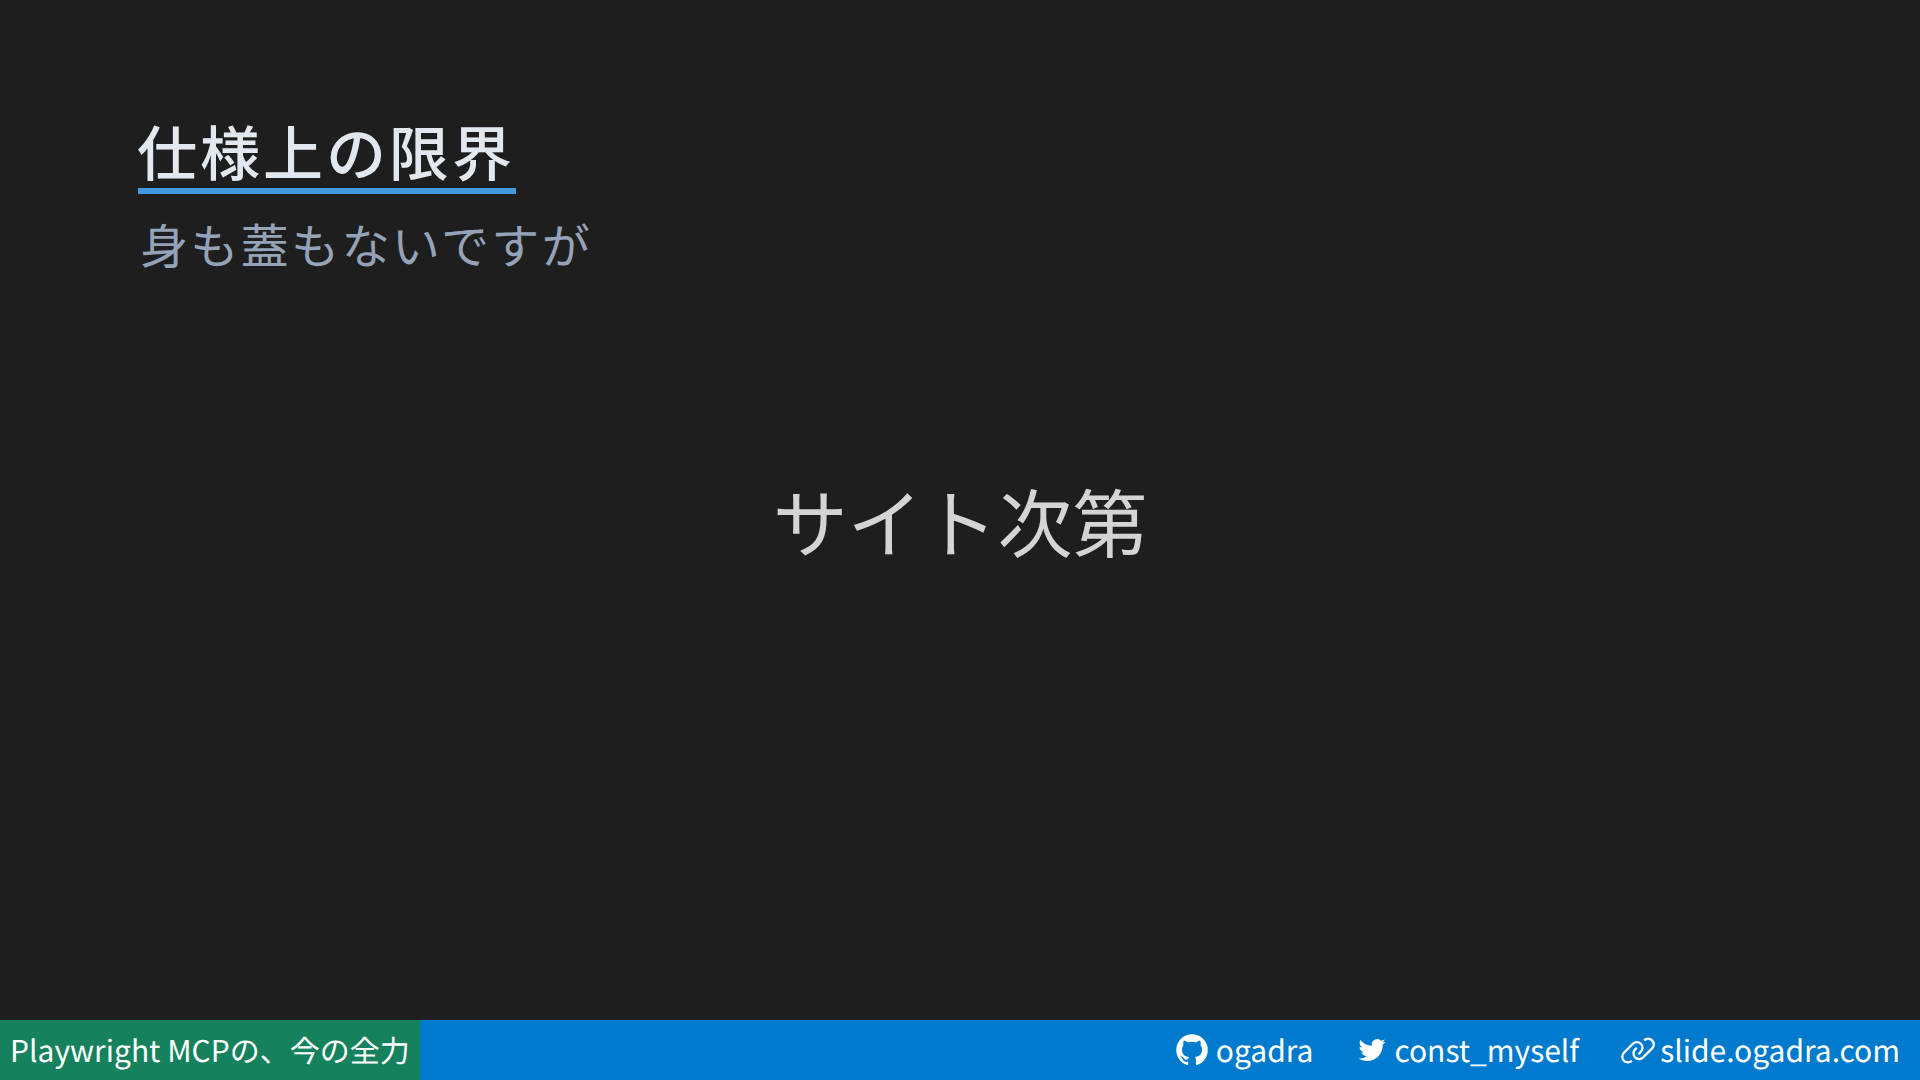 仕様上の限界
身も蓋もないですが
サイト次第
Playwright MCPの、今の全力
ogadra
const_myself
slide.ogadra.com